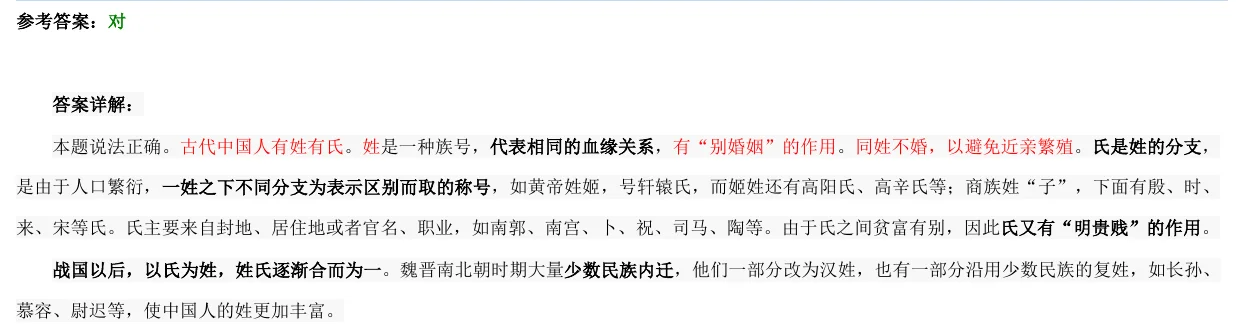 参考答案：对
答案详解：
本题说法正确。古代中国人有姓有氏。姓是一种族号，代表相同的血缘关系，有“别婚姻”的作用。同姓不婚，以避免近亲繁殖。氏是姓的分支，
是由于人口繁衍，一姓之下不同分支为表示区别而取的称号，如黄帝姓姬，号轩辕氏，而姬姓还有高阳氏、高辛氏等；商族姓“子”，下面有殷、时、
来、宋等氏。氏主要来自封地、居住地或者官名、职业，如南郭、南宫、卜、祝、司马、陶等。由于氏之间贫富有别，因此氏又有“明贵贱”的作用。
战国以后，以氏为姓，姓氏逐渐合而为一。魏晋南北朝时期大量少数民族内迁，他们一部分改为汉姓，也有一部分沿用少数民族的复姓，如长孙、
慕容、尉迟等，使中国人的姓更加丰富。